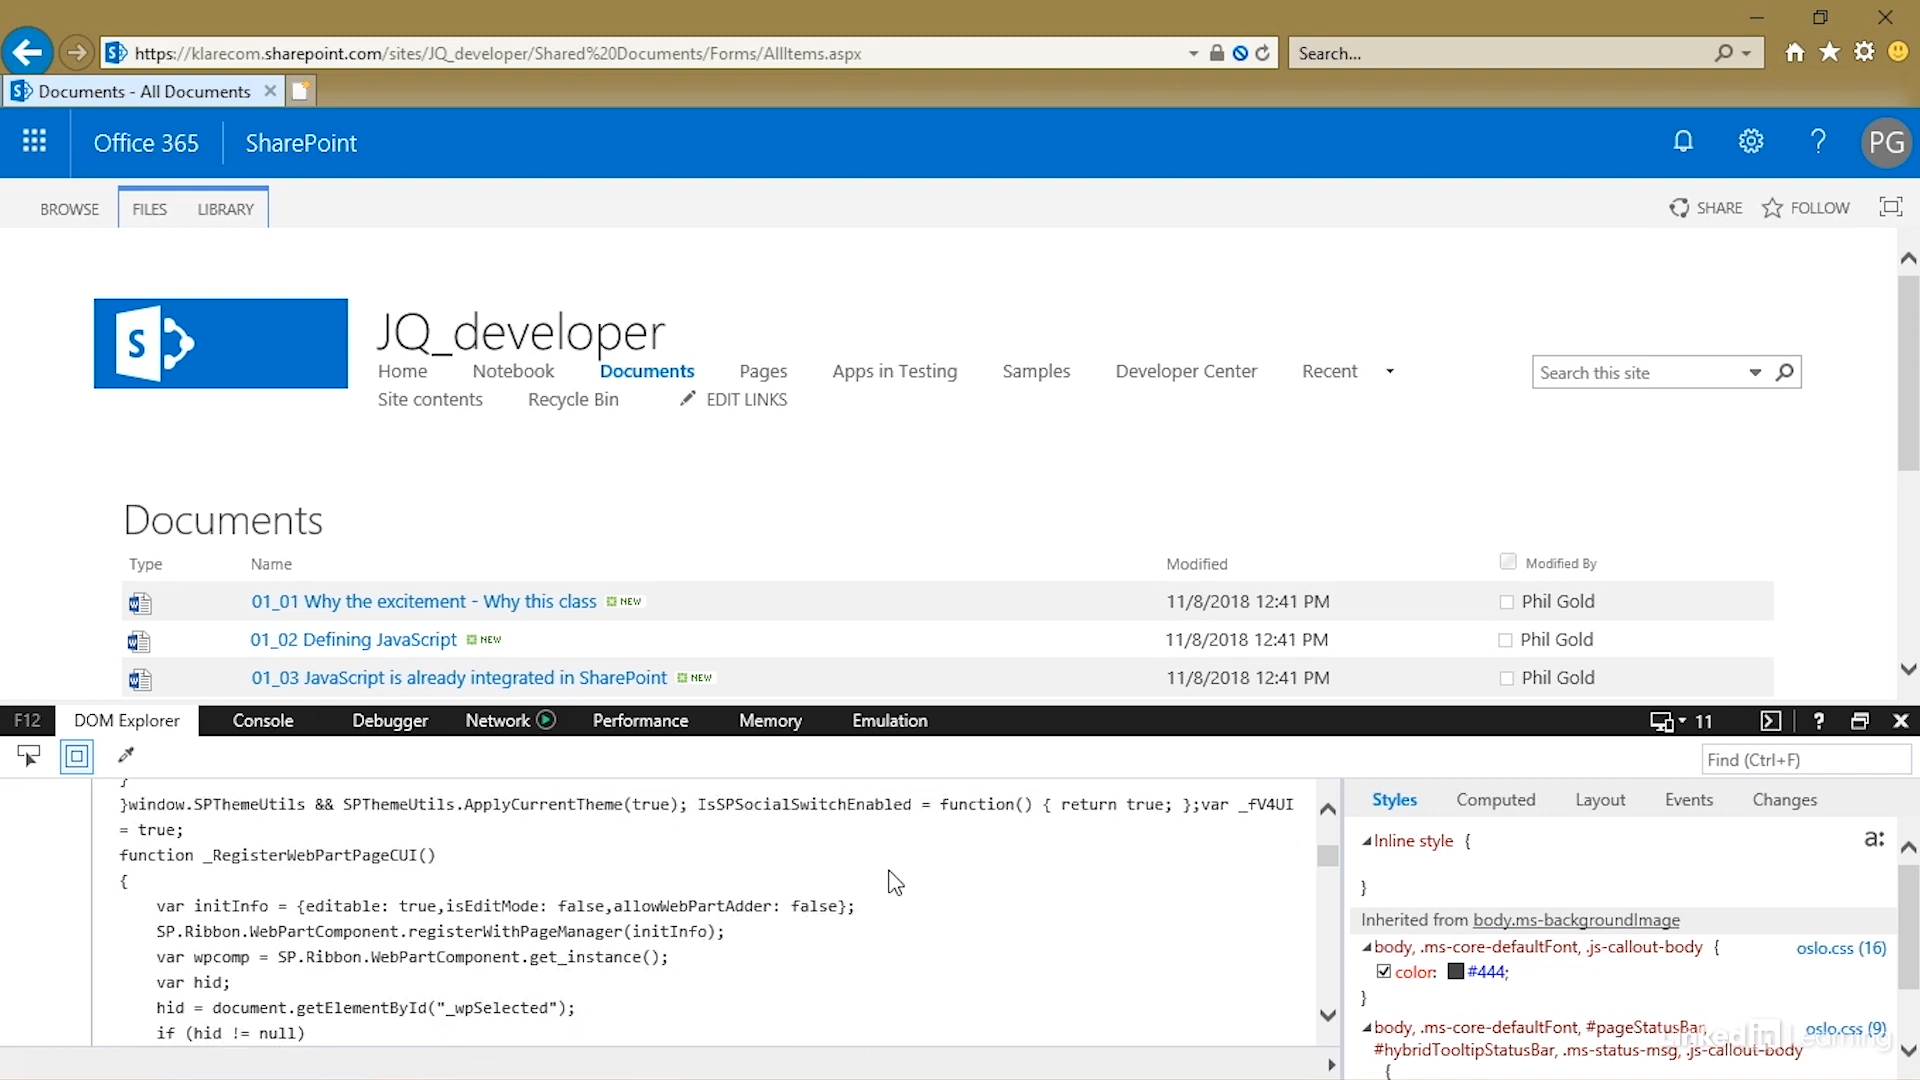 https://klarecom.sharepoint.com/sites/JQ_developer/Shared%20Documents/Forms/AllItems.aspx
Search...
Documents - All Documents
Office 365
SharePoint
?
PG
BROWSE
FILES
LIBRARY
SHARE
FOLLOW
S
JQ_developer
Home
Notebook
Documents
Pages
Apps in Testing
Samples
Developer Center
Recent
Search this site
Site contents
Recycle Bin
EDIT LINKS
Documents
Type
Name
Modified
Modified By
01_01 Why the excitement - Why this class
NEW
11/8/2018 12:41 PM
Phil Gold
01_02 Defining JavaScript
NEW
11/8/2018 12:41 PM
Phil Gold
01_03 JavaScript is already integrated in SharePoint
NEW
11/8/2018 12:41 PM
Phil Gold
F12
DOM Explorer
Console
Debugger
Network
Performance
Memory
Emulation
11
?
Find (Ctrl+F)
}
}window.SPThemeUtils && SPThemeUtils.ApplyCurrentTheme(true); IsSPSocialSwitchEnabled = function() { return true; };var _fV4UI
= true;
function _RegisterWebPartPageCUI()
{
var initInfo = {editable: true,isEditMode: false,allowWebPartAdder: false};
SP.Ribbon.WebPartComponent.registerWithPageManager(initInfo);
var wpcomp = SP.Ribbon.WebPartComponent.get_instance();
var hid;
hid = document.getElementById("_wpSelected");
if (hid != null)
Styles
Computed
Layout
Events
Changes
Inline style {
a:
}
Inherited from body.ms-backgroundImage
body, .ms-core-defaultFont, .js-callout-body {
oslo.css (16)
color: #444;
}
body, .ms-core-defaultFont, #pageStatusBar,
oslo.css (9)
#hybridTooltipStatusBar, .ms-status-msg, .js-callout-body
{
LinkedIn Learning